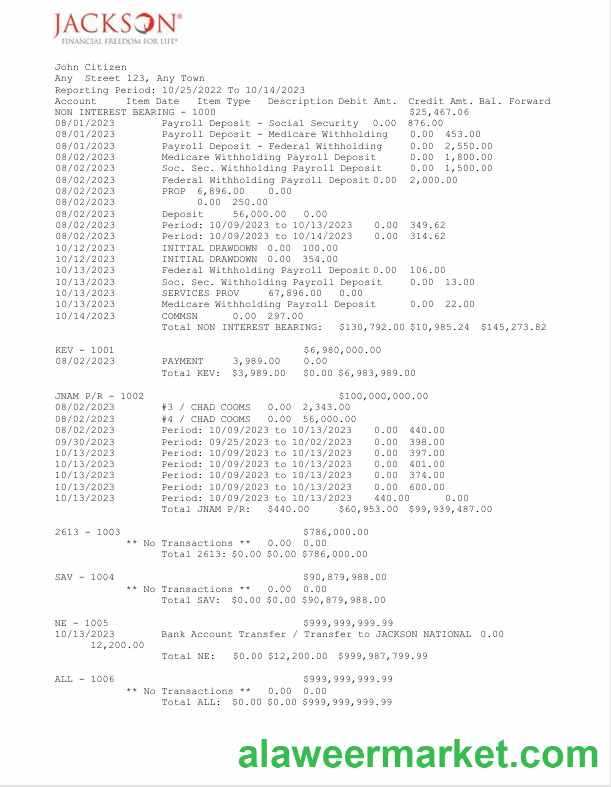 JACKSON®
FINANCIAL FREEDOM FOR LIFE®
John Citizen
Any Street 123, Any Town
Reporting Period: 10/25/2022 To 10/14/2023
Account Item Date Item Type Description Debit Amt. Credit Amt. Bal. Forward
NON INTEREST BEARING - 1000 $25,467.06
08/01/2023 Payroll Deposit - Social Security 0.00 876.00
08/01/2023 Payroll Deposit - Medicare Withholding 0.00 453.00
08/01/2023 Payroll Deposit - Federal Withholding 0.00 2,550.00
08/02/2023 Medicare Withholding Payroll Deposit 0.00 1,800.00
08/02/2023 Soc. Sec. Withholding Payroll Deposit 0.00 1,500.00
08/02/2023 Federal Withholding Payroll Deposit 0.00 2,000.00
08/02/2023 PROP 6,896.00 0.00
08/02/2023 0.00 250.00
08/02/2023 Deposit 56,000.00 0.00
08/02/2023 Period: 10/09/2023 to 10/13/2023 0.00 349.62
08/02/2023 Period: 10/09/2023 to 10/14/2023 0.00 314.62
10/12/2023 INITIAL DRAWDOWN 0.00 100.00
10/12/2023 INITIAL DRAWDOWN 0.00 354.00
10/13/2023 Federal Withholding Payroll Deposit 0.00 106.00
10/13/2023 Soc. Sec. Withholding Payroll Deposit 0.00 13.00
10/13/2023 SERVICES PROV 67,896.00 0.00
10/13/2023 Medicare Withholding Payroll Deposit 0.00 22.00
10/14/2023 COMMSN 0.00 297.00
Total NON INTEREST BEARING: $130,792.00 $10,985.24 $145,273.82
KEV - 1001 $6,980,000.00
08/02/2023 PAYMENT 3,989.00 0.00
Total KEV: $3,989.00 $0.00 $6,983,989.00
JNAM P/R - 1002 $100,000,000.00
08/02/2023 #3 / CHAD COOMS 0.00 2,343.00
08/02/2023 #4 / CHAD COOMS 0.00 56,000.00
08/02/2023 Period: 10/09/2023 to 10/13/2023 0.00 440.00
09/30/2023 Period: 09/25/2023 to 10/02/2023 0.00 398.00
10/13/2023 Period: 10/09/2023 to 10/13/2023 0.00 397.00
10/13/2023 Period: 10/09/2023 to 10/13/2023 0.00 401.00
10/13/2023 Period: 10/09/2023 to 10/13/2023 0.00 374.00
10/13/2023 Period: 10/09/2023 to 10/13/2023 0.00 600.00
10/13/2023 Period: 10/09/2023 to 10/13/2023 440.00 0.00
Total JNAM P/R: $440.00 $60,953.00 $99,939,487.00
2613 - 1003 $786,000.00
** No Transactions ** 0.00 0.00
Total 2613: $0.00 $0.00 $786,000.00
SAV - 1004 $90,879,988.00
** No Transactions ** 0.00 0.00
Total SAV: $0.00 $0.00 $90,879,988.00
NE - 1005 $999,999,999.99
10/13/2023 Bank Account Transfer / Transfer to JACKSON NATIONAL 0.00
12,200.00
Total NE: $0.00 $12,200.00 $999,987,799.99
ALL - 1006 $999,999,999.99
** No Transactions ** 0.00 0.00
Total ALL: $0.00 $0.00 $999,999,999.99
alaweermarket.com